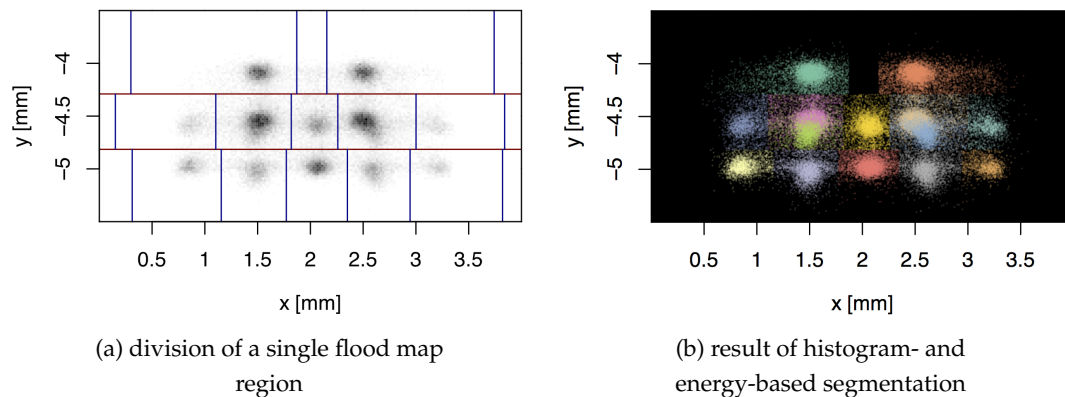 −4
−4.5
−5
y [mm]
0.5 1 1.5 2 2.5 3 3.5
x [mm]
(a) division of a single flood map
region
−4
−4.5
−5
y [mm]
0.5 1 1.5 2 2.5 3 3.5
x [mm]
(b) result of histogram- and
energy-based segmentation